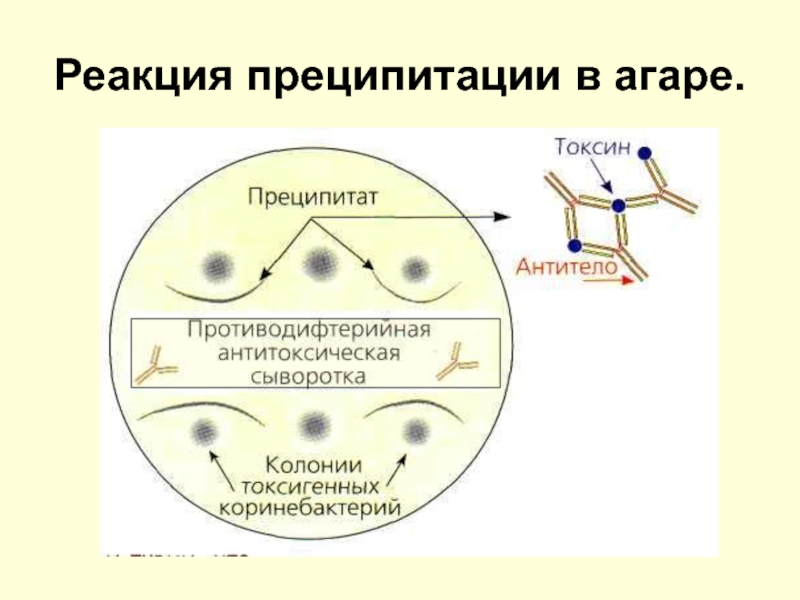 Реакция преципитации в агаре.
Токсин
Преципитат
Антитело
Противодифтерийная
антитоксическая
сыворотка
Колонии
токсигенных
коринебактерий